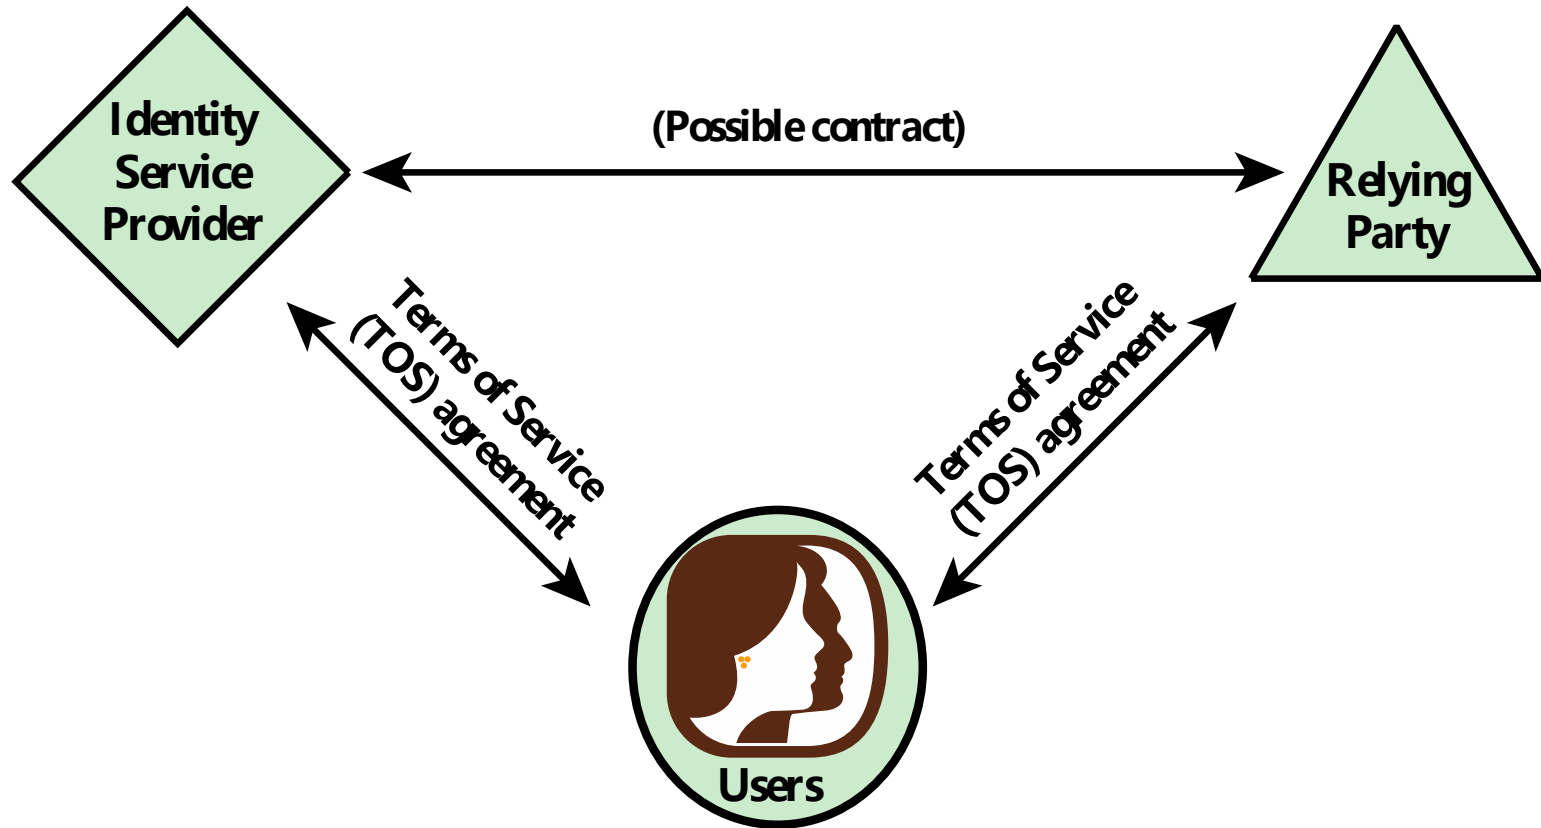 Identity
Service
Provider
(Possible contract)
Relying
Party
Terms of Service
(TOS) agreement
Terms of Service
(TOS) agreement
Users